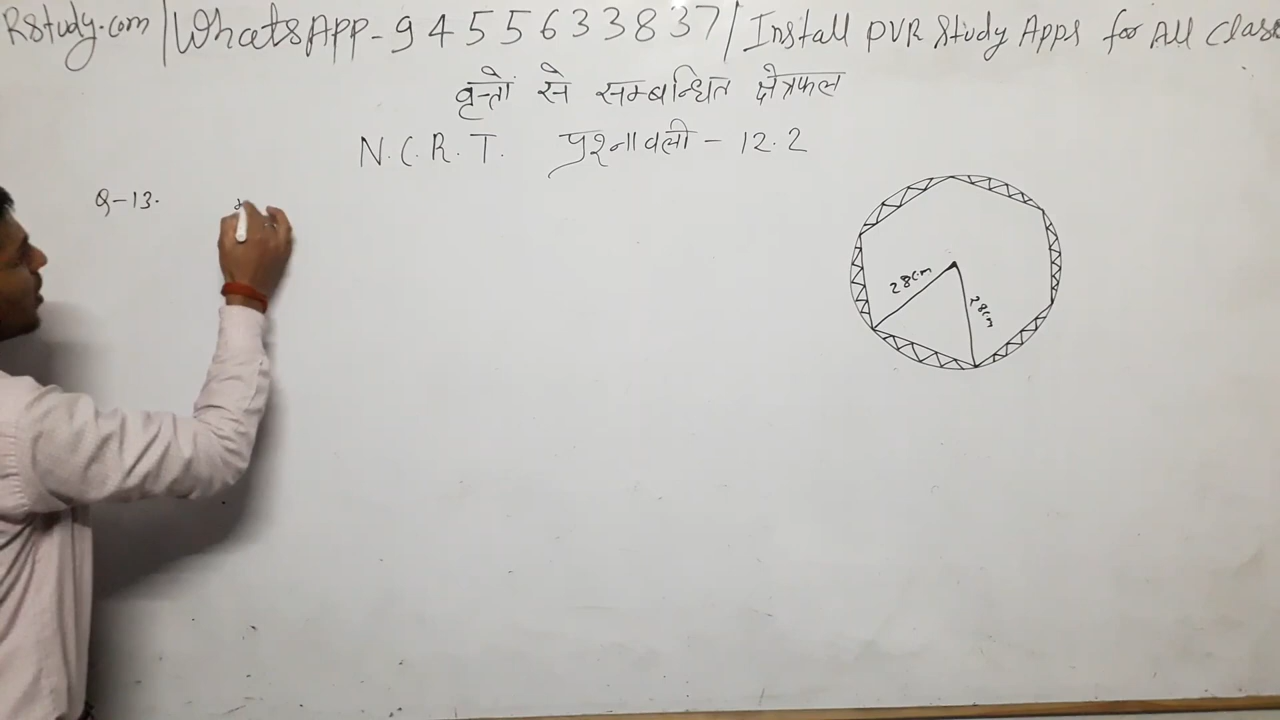 Rstudy.com | WhatsApp - 9455633837 / Install PVR Study Apps for All Class
वृत्तों से सम्बन्धित क्षेत्रफल
N.C.R.T. प्रश्नावली - 12.2
Q-13.
28cm
28cm